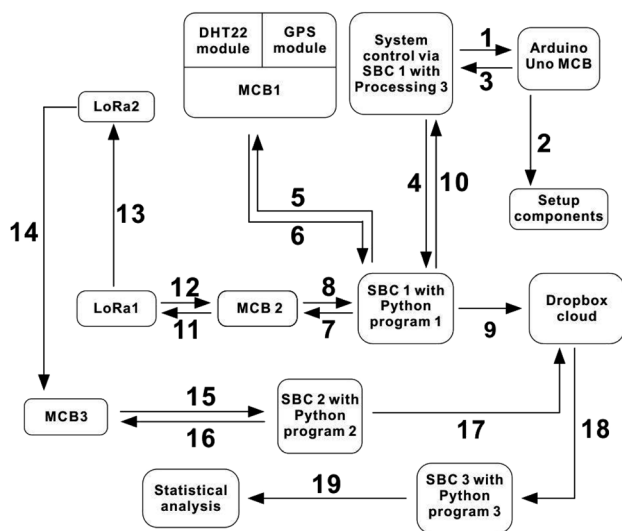 DHT22
module
GPS
module
MCB1
System
control via
SBC 1 with
Processing 3
1
3
Arduino
Uno MCB
2
Setup
components
LoRa2
14
13
5
6
4
10
LoRa1
12
11
MCB 2
8
7
SBC 1 with
Python
program 1
9
Dropbox
cloud
MCB3
15
16
SBC 2 with
Python
program 2
17
18
Statistical
analysis
19
SBC 3 with
Python
program 3